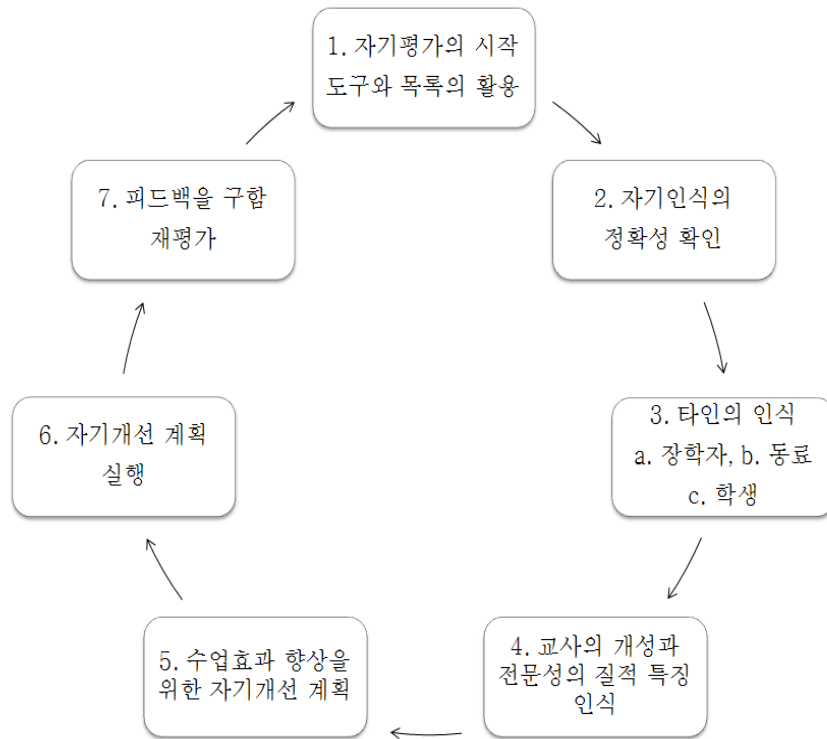 1. 자기평가의 시작
도구와 목록의 활용
2. 자기인식의
정확성 확인
3. 타인의 인식
a. 장학자, b. 동료
c. 학생
4. 교사의 개성과
전문성의 질적 특징
인식
5. 수업효과 향상을
위한 자기개선 계획
6. 자기개선 계획
실행
7. 피드백을 구함
재평가